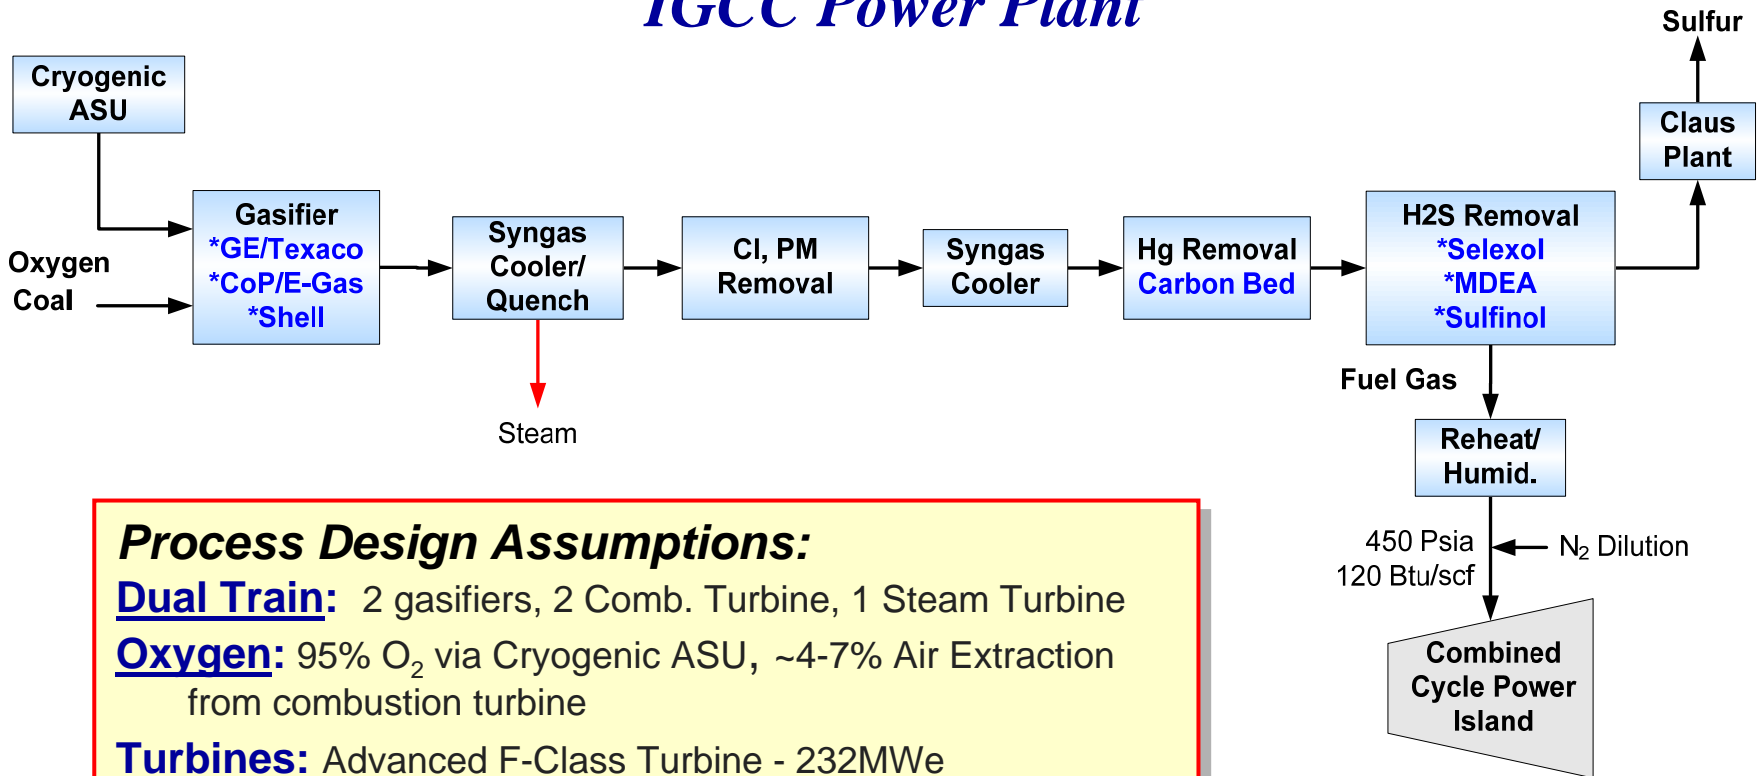 IGCC Power Plant
Sulfur
Cryogenic
ASU
Claus
Plant
Oxygen
Coal
Gasifier
*GE/Texaco
*CoP/E-Gas
*Shell
Syngas
Cooler/
Quench
Cl, PM
Removal
Syngas
Cooler
Hg Removal
Carbon Bed
H2S Removal
*Selexol
*MDEA
*Sulfinol
Steam
Fuel Gas
Reheat/
Humid.
450 Psia
120 Btu/scf
N₂ Dilution
Combined
Cycle Power
Island
Process Design Assumptions:
Dual Train: 2 gasifiers, 2 Comb. Turbine, 1 Steam Turbine
Oxygen: 95% O₂ via Cryogenic ASU, ~4-7% Air Extraction
from combustion turbine
Turbines: Advanced F-Class Turbine - 232MWe